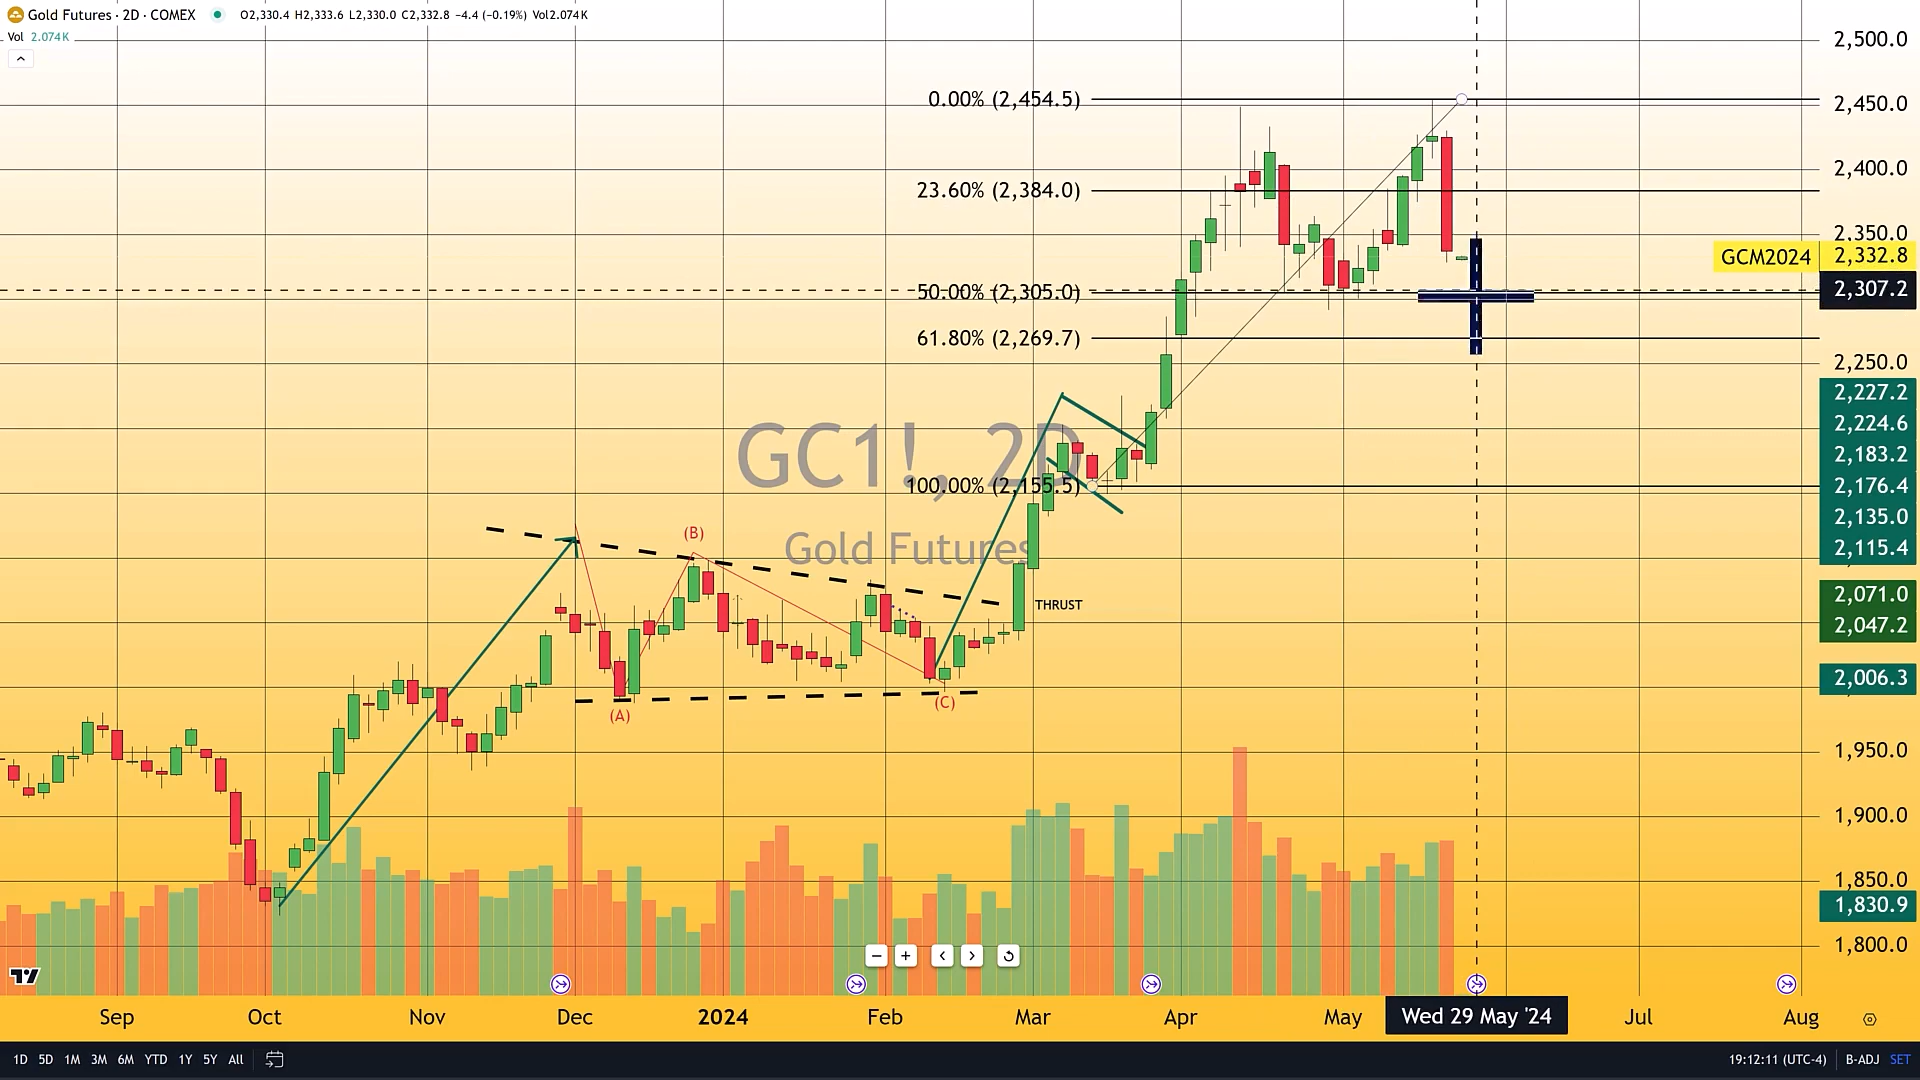 Gold Futures · 2D · COMEX O2,330.4 H2,333.6 L2,330.0 C2,332.8 −4.4 (−0.19%) Vol2.074K
Vol 2.074K
2,500.0
0.00% (2,454.5)
2,450.0
2,400.0
23.60% (2,384.0)
2,350.0
GCM2024 2,332.8
50.00% (2,305.0)
2,307.2
61.80% (2,269.7)
2,250.0
2,227.2
2,224.6
GC1!, 2D
2,183.2
100.00% (2,155.5)
2,176.4
2,135.0
(B)
Gold Futures
2,115.4
THRUST
2,071.0
2,047.2
2,006.3
(A)
(C)
1,950.0
1,900.0
1,850.0
1,830.9
1,800.0
Sep Oct Nov Dec 2024 Feb Mar Apr May Wed 29 May '24 Jul Aug
1D 5D 1M 3M 6M YTD 1Y 5Y All 19:12:11 (UTC-4) B-ADJ SET